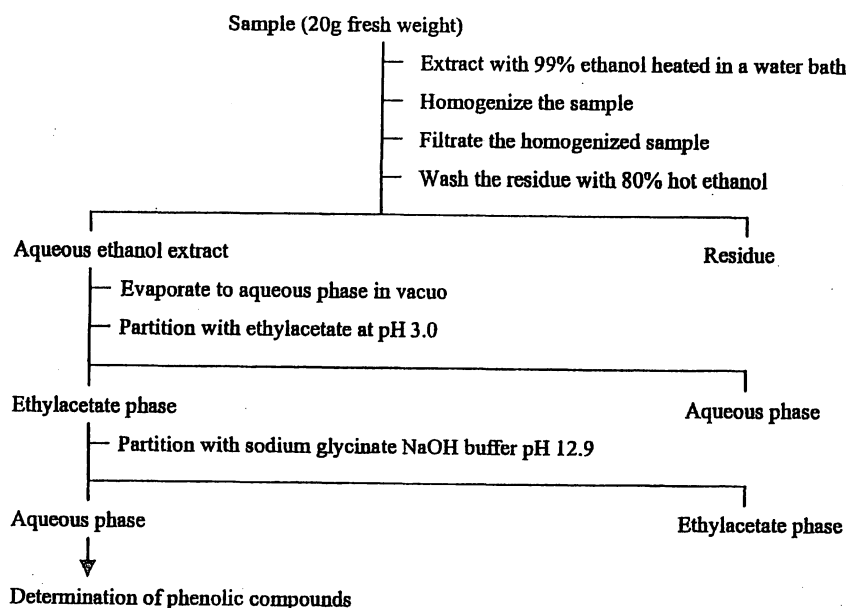 Sample (20g fresh weight)
Extract with 99% ethanol heated in a water bath
Homogenize the sample
Filtrate the homogenized sample
Wash the residue with 80% hot ethanol
Aqueous ethanol extract
Residue
Evaporate to aqueous phase in vacuo
Partition with ethylacetate at pH 3.0
Ethylacetate phase
Aqueous phase
Partition with sodium glycinate NaOH buffer pH 12.9
Aqueous phase
Ethylacetate phase
Determination of phenolic compounds